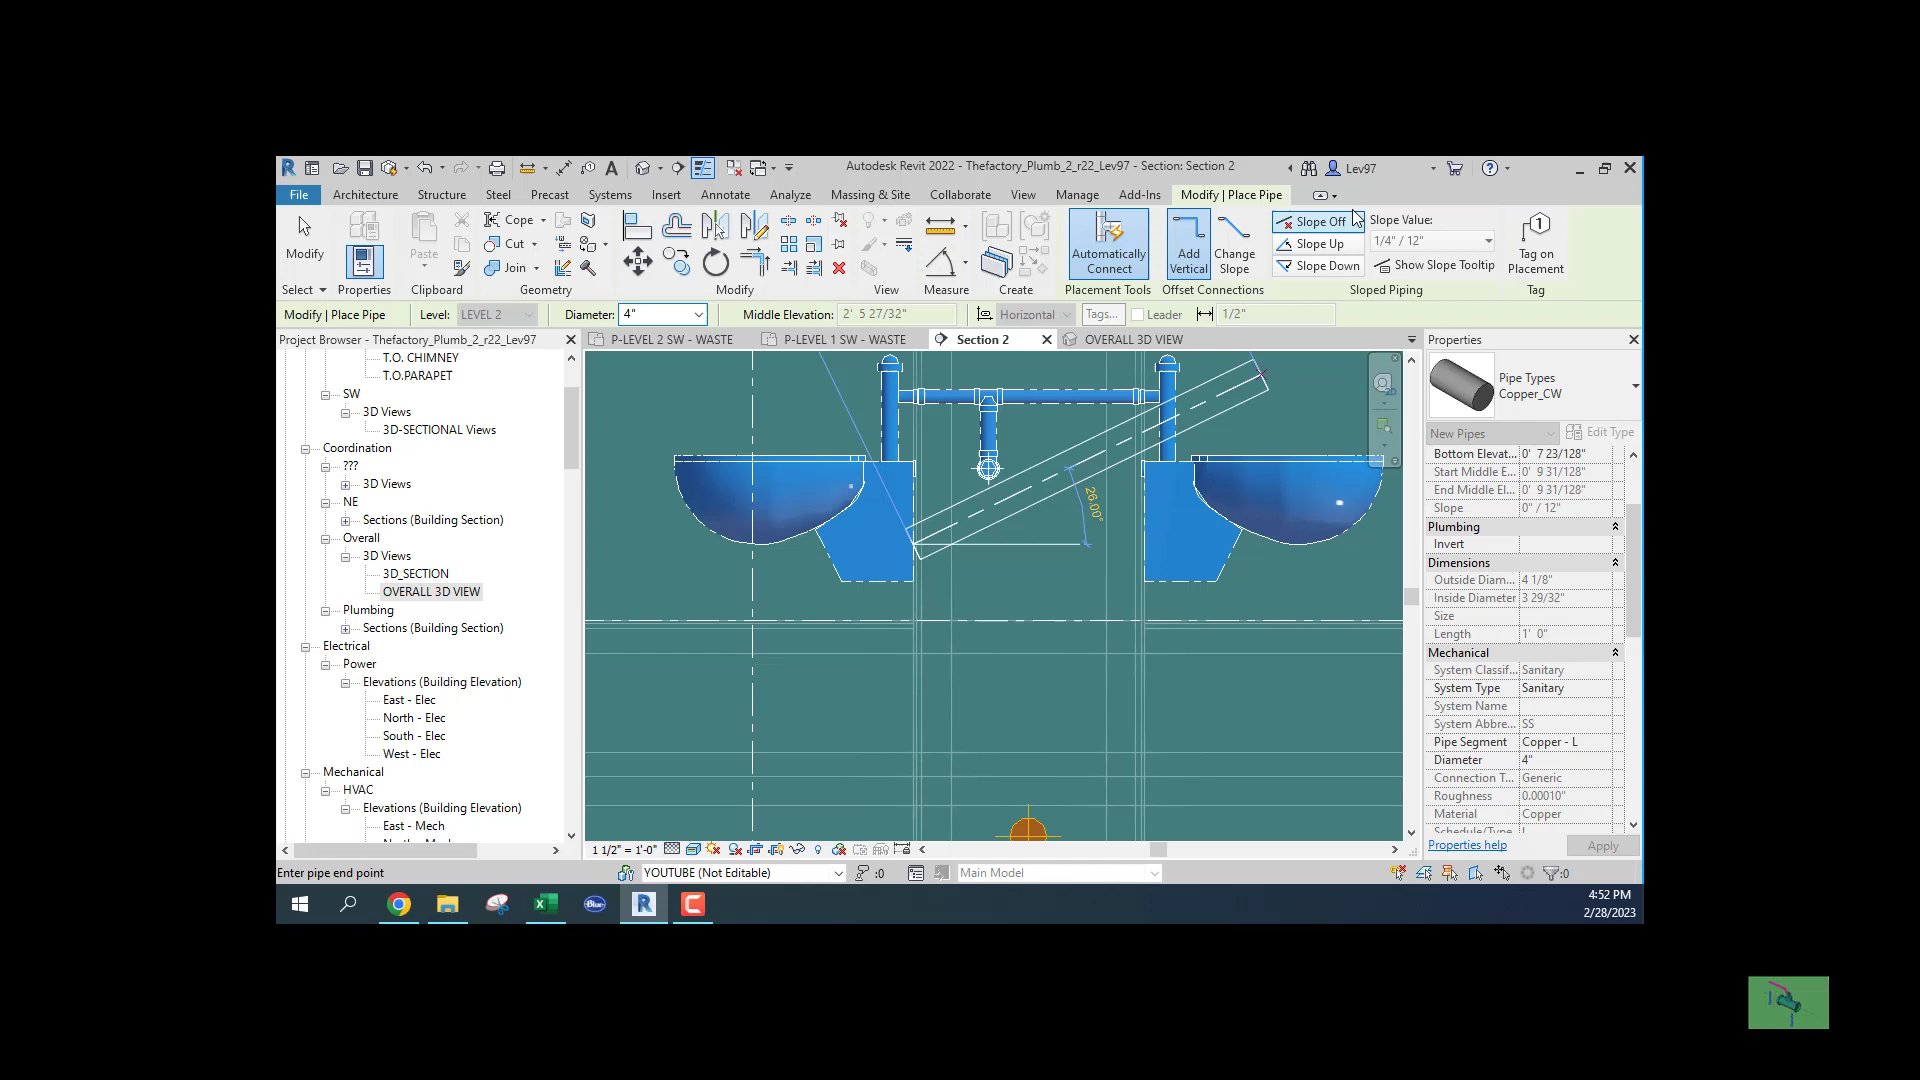 Autodesk Revit 2022 - Thefactory_Plumb_2_r22_Lev97 - Section: Section 2
Lev97
File Architecture Structure Steel Precast Systems Insert Annotate Analyze Massing & Site Collaborate View Manage Add-Ins Modify | Place Pipe
Modify
Paste
Cope
Cut
Join
Automatically
Connect
Add
Vertical
Change
Slope
Slope Off
Slope Up
Slope Down
Slope Value:
1/4" / 12"
Show Slope Tooltip
Tag on
Placement
Select Properties Clipboard Geometry Modify View Measure Create Placement Tools Offset Connections Sloped Piping Tag
Modify | Place Pipe Level: LEVEL 2 Diameter: 4" Middle Elevation: 2' 5 27/32" Horizontal Tags... Leader 1/2"
Project Browser - Thefactory_Plumb_2_r22_Lev97
T.O. CHIMNEY
T.O.PARAPET
SW
3D Views
3D-SECTIONAL Views
Coordination
???
3D Views
NE
Sections (Building Section)
Overall
3D Views
3D_SECTION
OVERALL 3D VIEW
Plumbing
Sections (Building Section)
Electrical
Power
Elevations (Building Elevation)
East - Elec
North - Elec
South - Elec
West - Elec
Mechanical
HVAC
Elevations (Building Elevation)
East - Mech
P-LEVEL 2 SW - WASTE P-LEVEL 1 SW - WASTE Section 2 OVERALL 3D VIEW
26.00°
1 1/2" = 1'-0"
Properties
Pipe Types
Copper_CW
New Pipes Edit Type
Bottom Elevat... 0' 7 23/128"
Start Middle E... 0' 9 31/128"
End Middle El... 0' 9 31/128"
Slope 0" / 12"
Plumbing
Invert
Dimensions
Outside Diam... 4 1/8"
Inside Diameter 3 29/32"
Size
Length 1' 0"
Mechanical
System Classif... Sanitary
System Type Sanitary
System Name
System Abbre... SS
Pipe Segment Copper - L
Diameter 4"
Connection T... Generic
Roughness 0.00010"
Material Copper
Properties help Apply
Enter pipe end point YOUTUBE (Not Editable) :0 Main Model :0
4:52 PM
2/28/2023